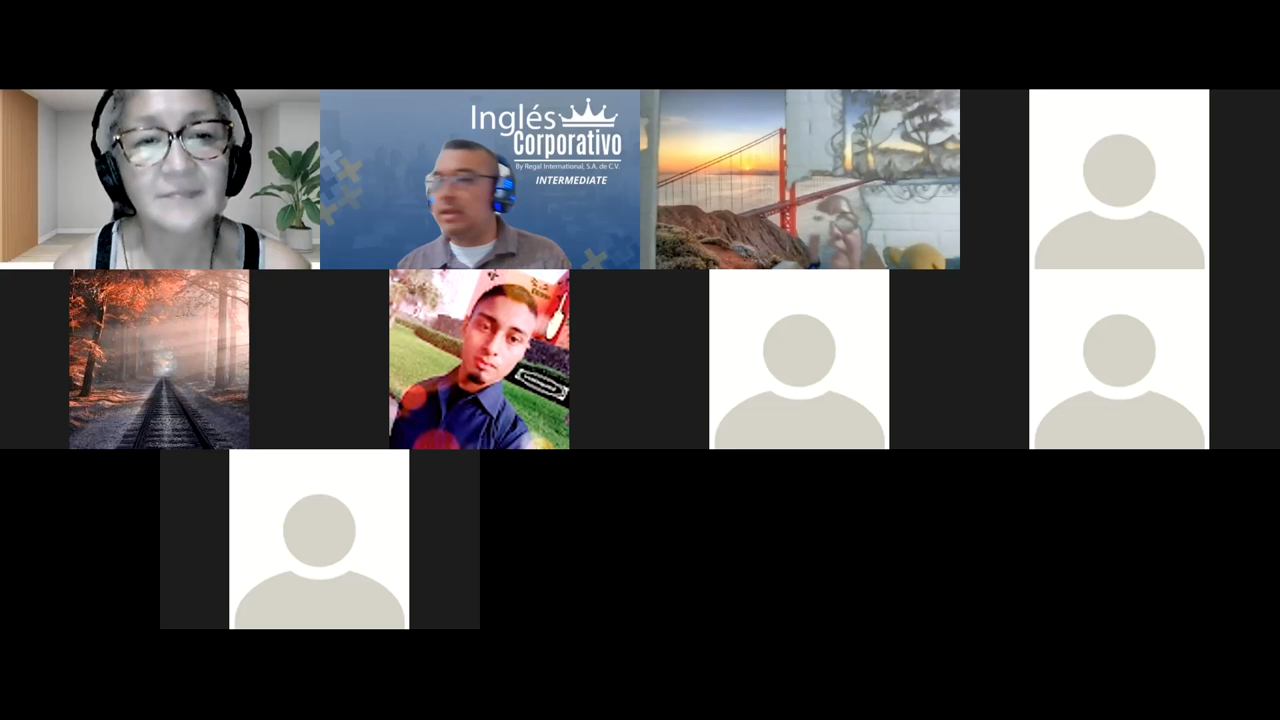 Inglés
Corporativo
By Regal International, S.A. de C.V.
INTERMEDIATE